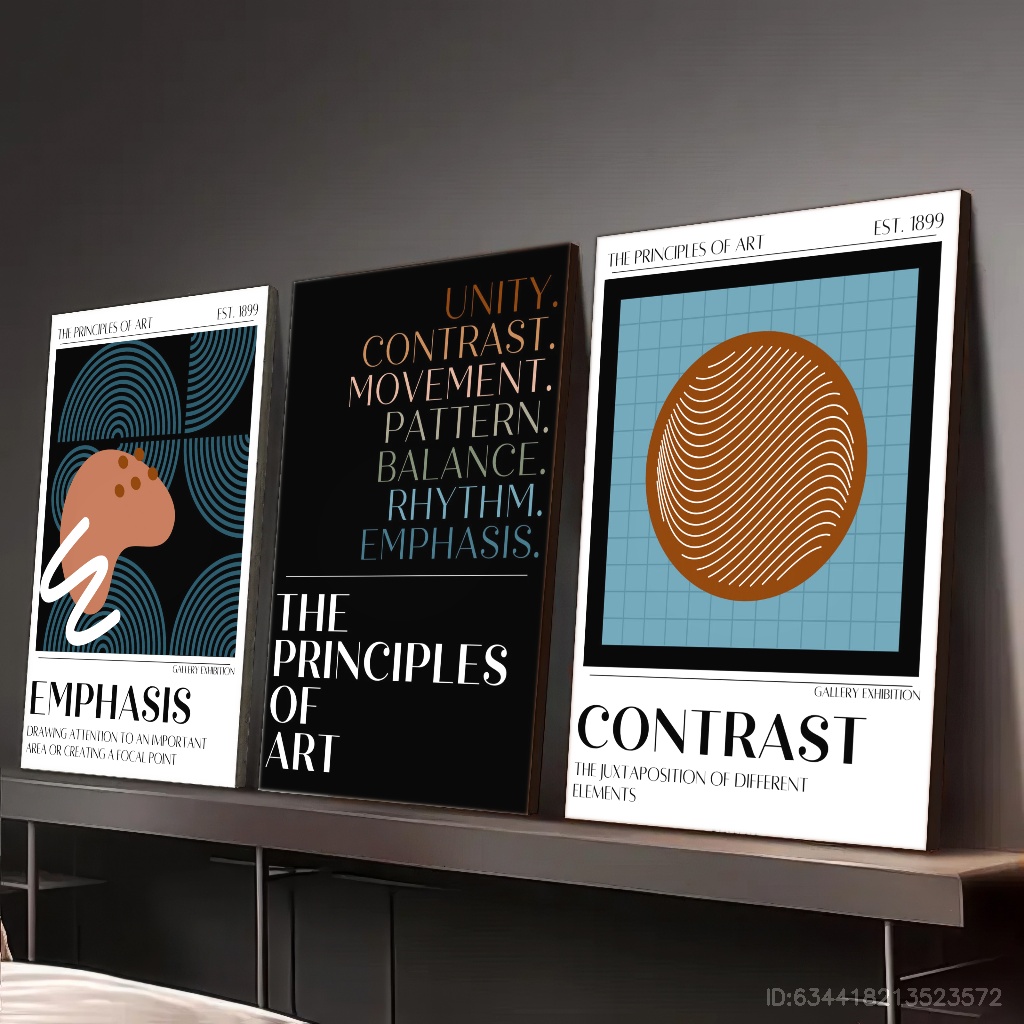 THE PRINCIPLES OF ART
EST. 1899
GALLERY EXHIBITION
EMPHASIS
DRAWING ATTENTION TO AN IMPORTANT
AREA OR CREATING A FOCAL POINT
UNITY.
CONTRAST.
MOVEMENT.
PATTERN.
BALANCE.
RHYTHM.
EMPHASIS.
THE
PRINCIPLES
OF
ART
THE PRINCIPLES OF ART
EST. 1899
GALLERY EXHIBITION
CONTRAST
THE JUXTAPOSITION OF DIFFERENT
ELEMENTS
ID:634418213523572